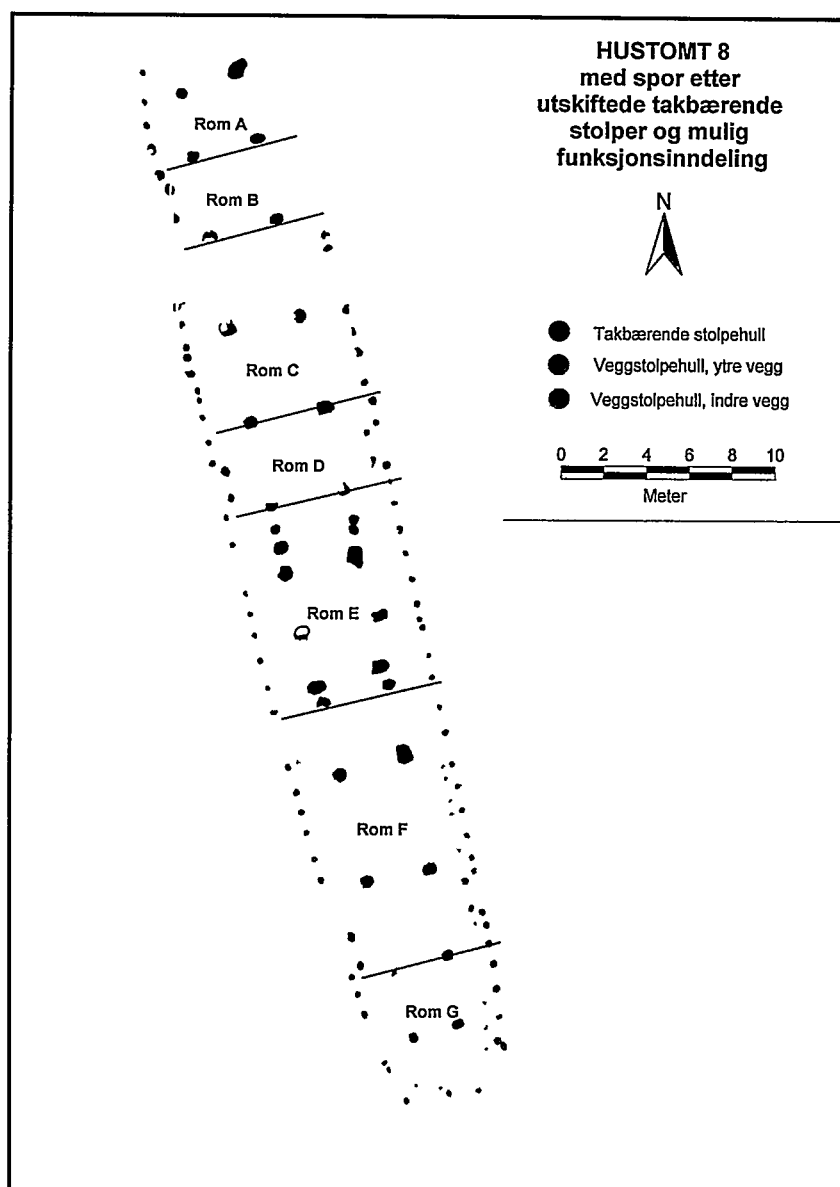 HUSTOMT 8
med spor etter
utskiftede takbærende
stolper og mulig
funksjonsinndeling
N
Takbærende stolpehull
Veggstolpehull, ytre vegg
Veggstolpehull, indre vegg
0 2 4 6 8 10
Meter
Rom A
Rom B
Rom C
Rom D
Rom E
Rom F
Rom G